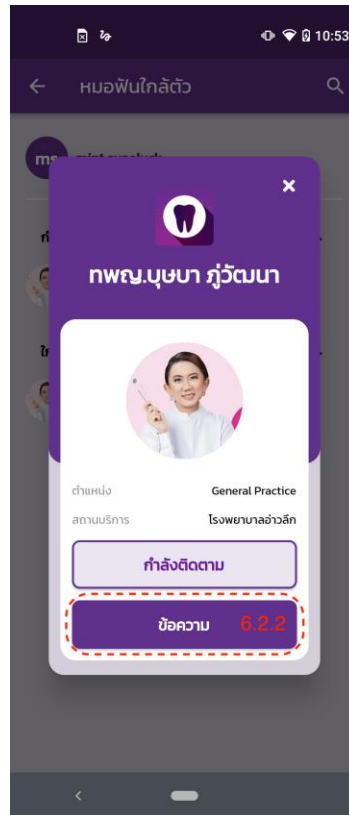 10:53
หมอฟันใกล้ตัว
ms
ทพญ.บุษบา ภู่วัฒนา
ตำแหน่ง General Practice
สถานบริการ โรงพยาบาลอ่าวลึก
กำลังติดตาม
ข้อความ 6.2.2